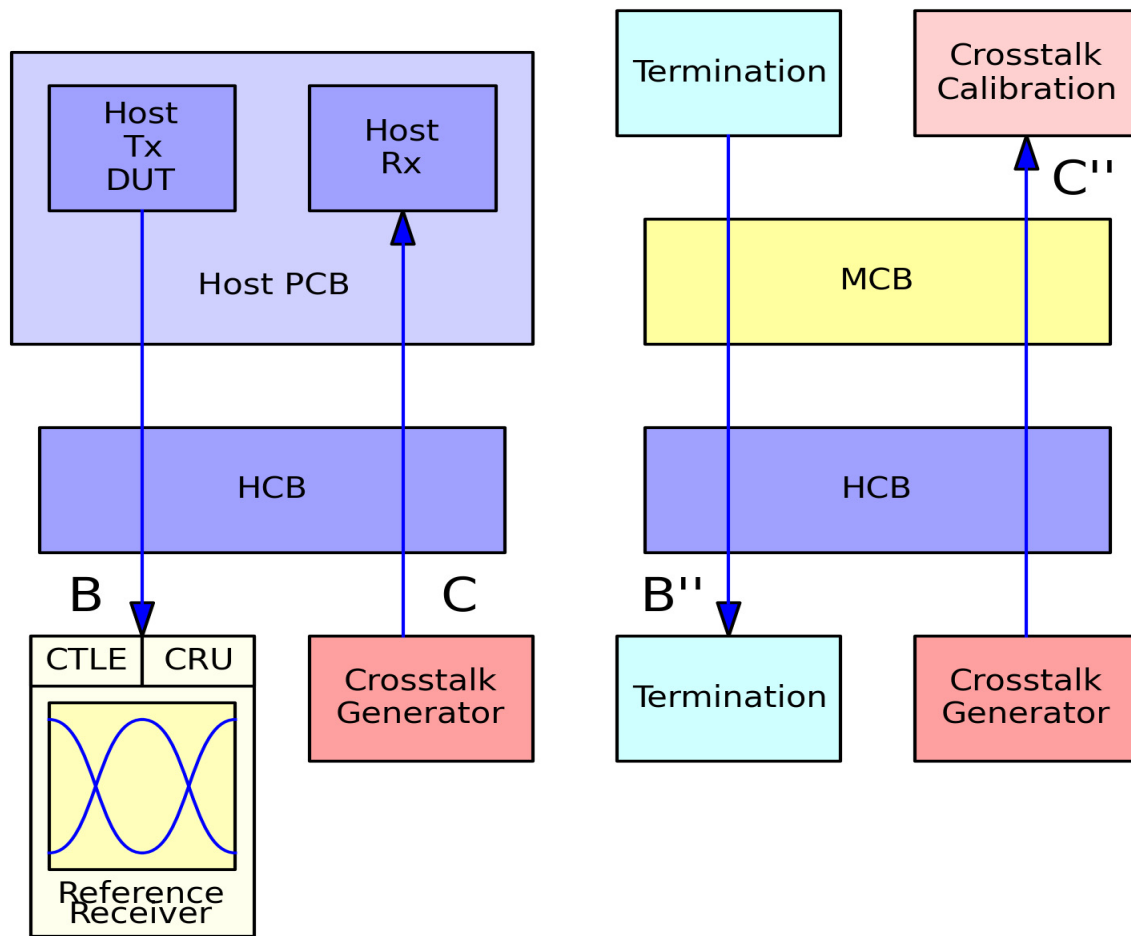 Host
Tx
DUT
Host
Rx
Host PCB
HCB
B
C
CTLE
CRU
Crosstalk
Generator
Reference
Receiver
Termination
Crosstalk
Calibration
C''
MCB
HCB
B''
Termination
Crosstalk
Generator